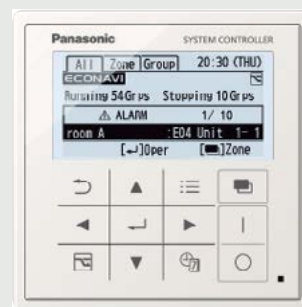 Panasonic SYSTEM CONTROLLER
All Zone Group 20:30 (THU)
ECONAVI
Running 54Grps Stopping 10Grps
⚠ ALARM 1/ 10
room A :E04 Unit 1- 1
[↵]Oper [■]Zone
7